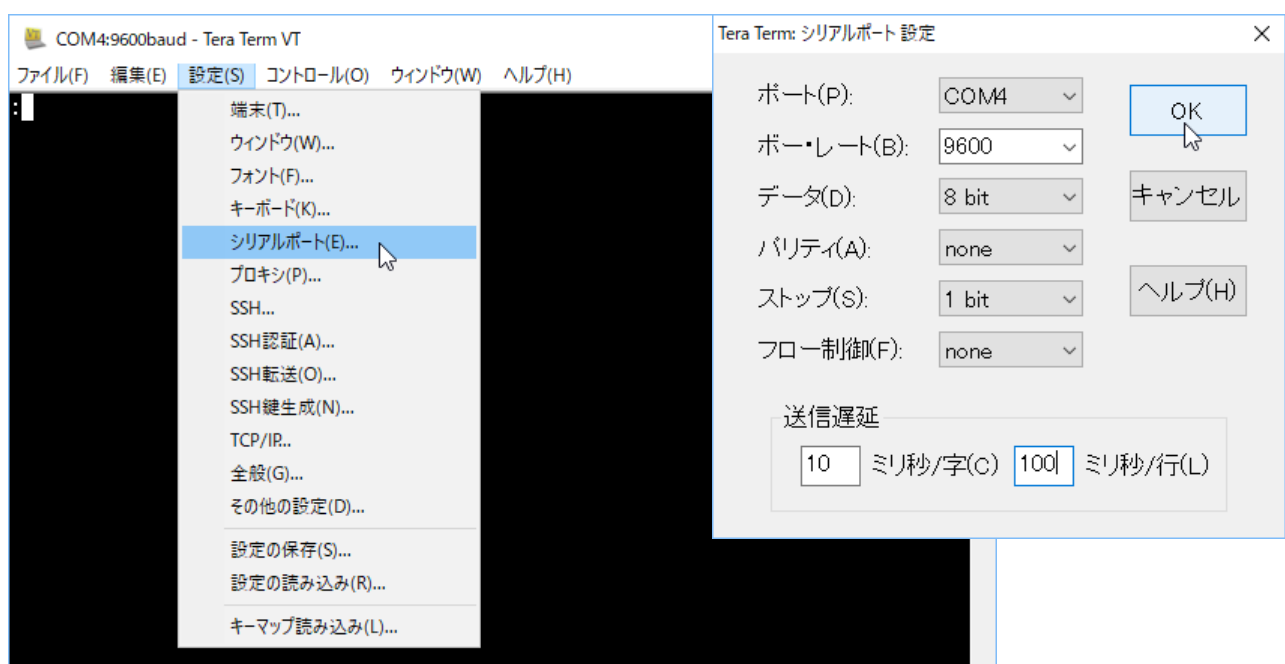 COM4:9600baud - Tera Term VT
ファイル(F) 編集(E) 設定(S) コントロール(O) ウィンドウ(W) ヘルプ(H)
:
端末(T)...
ウィンドウ(W)...
フォント(F)...
キーボード(K)...
シリアルポート(E)...
プロキシ(P)...
SSH...
SSH認証(A)...
SSH転送(O)...
SSH鍵生成(N)...
TCP/IP...
全般(G)...
その他の設定(D)...
設定の保存(S)...
設定の読み込み(R)...
キーマップ読み込み(L)...
Tera Term: シリアルポート 設定
ポート(P): COM4
OK
ボー・レート(B): 9600
データ(D): 8 bit
キャンセル
パリティ(A): none
ストップ(S): 1 bit
ヘルプ(H)
フロー制御(F): none
送信遅延
10 ミリ秒/字(C) 100 ミリ秒/行(L)